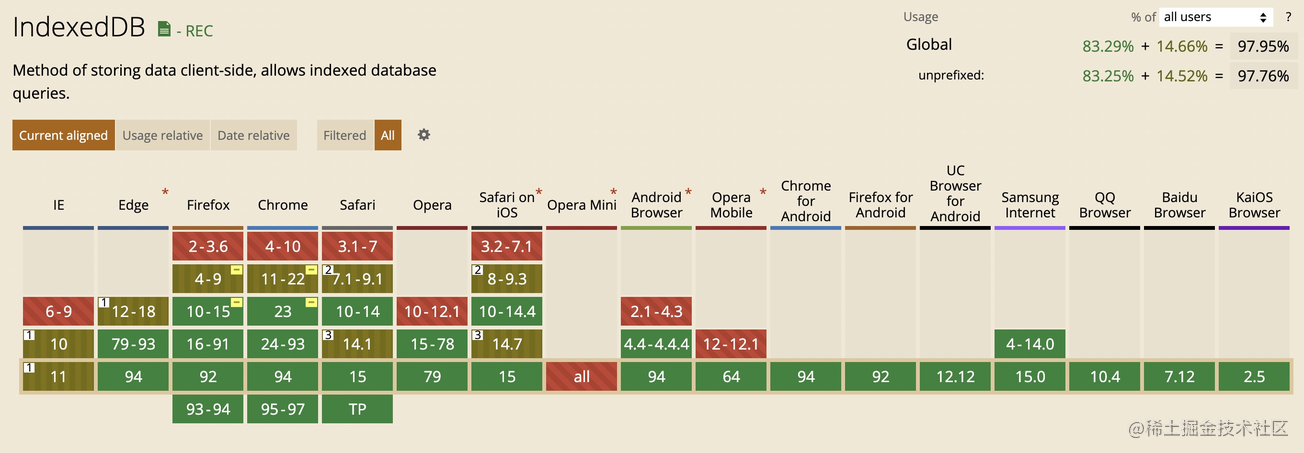 IndexedDB - REC
Usage % of all users ?
Global 83.29% + 14.66% = 97.95%
unprefixed: 83.25% + 14.52% = 97.76%
Method of storing data client-side, allows indexed database
queries.
Current aligned Usage relative Date relative Filtered All
IE Edge * Firefox Chrome Safari Opera Safari on iOS * Opera Mini * Android Browser * Opera Mobile * Chrome for Android Firefox for Android UC Browser for Android Samsung Internet QQ Browser Baidu Browser KaiOS Browser
2-3.6 4-10 3.1-7 3.2-7.1
4-9 - 11-22 - 2 7.1-9.1 2 8-9.3
6-9 1 12-18 10-15 - 23 - 10-14 10-12.1 10-14.4 2.1-4.3
1 10 79-93 16-91 24-93 3 14.1 15-78 3 14.7 4.4-4.4.4 12-12.1 4-14.0
1 11 94 92 94 15 79 15 all 94 64 94 92 12.12 15.0 10.4 7.12 2.5
93-94 95-97 TP
@稀土掘金技术社区